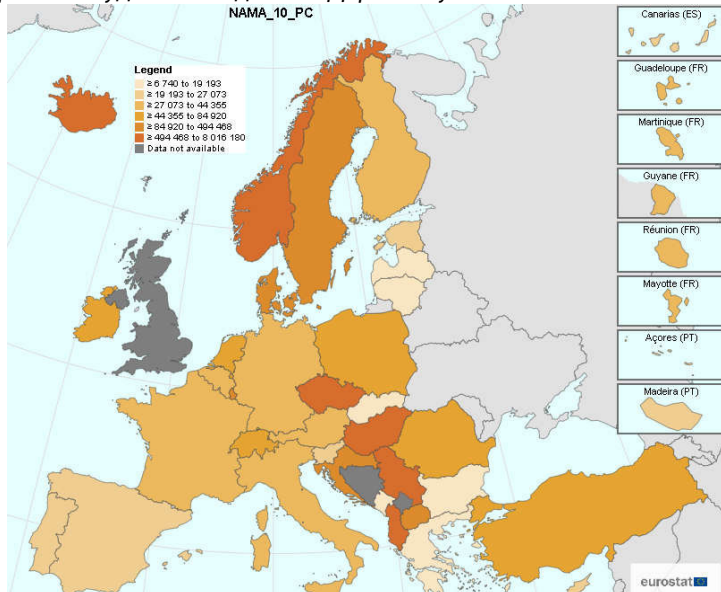 NAMA_10_PC
Legend
≥ 6 740 to 19 193
≥ 19 193 to 27 073
≥ 27 073 to 44 355
≥ 44 355 to 84 920
≥ 84 920 to 494 468
≥ 494 468 to 8 016 180
Data not available
Canarias (ES)
Guadeloupe (FR)
Martinique (FR)
Guyane (FR)
Réunion (FR)
Mayotte (FR)
Açores (PT)
Madeira (PT)
eurostat